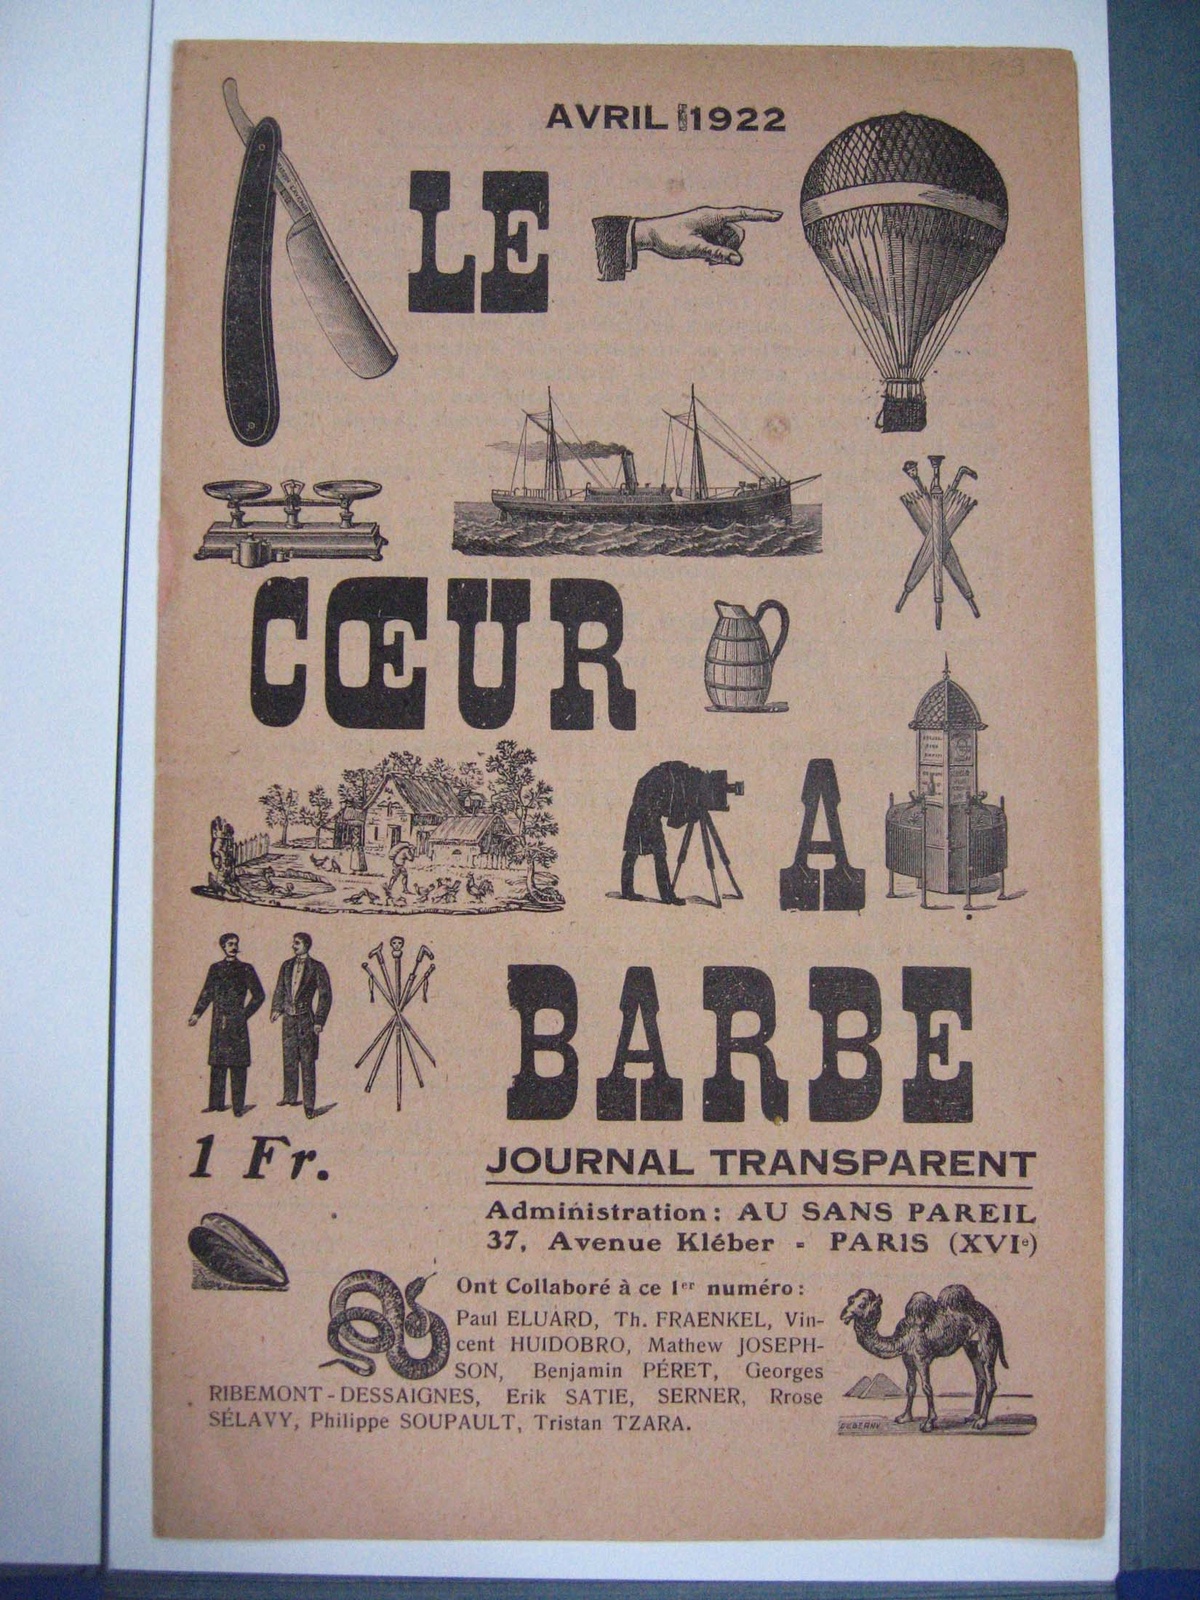 AVRIL 1922
LE
CŒUR
A
BARBE
1 Fr.
JOURNAL TRANSPARENT
Administration: AU SANS PAREIL
37, Avenue Kléber - PARIS (XVIe)
Ont Collaboré à ce 1er numéro:
Paul ELUARD, Th. FRAENKEL, Vin-
cent HUIDOBRO, Mathew JOSEPH-
SON, Benjamin PÉRET, Georges
RIBEMONT-DESSAIGNES, Erik SATIE, SERNER, Rrose
SÉLAVY, Philippe SOUPAULT, Tristan TZARA.